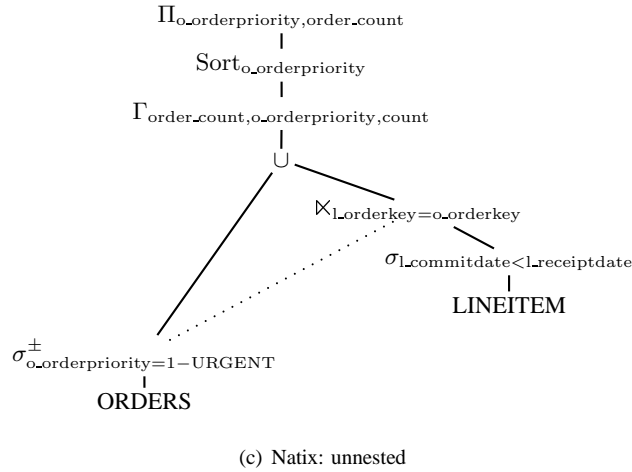 Π o_orderpriority,order_count
Sort o_orderpriority
Γ order_count,o_orderpriority,count
∪
⋉ l_orderkey=o_orderkey
σ l_commitdate<l_receiptdate
LINEITEM
σ± o_orderpriority=1−URGENT
ORDERS
(c) Natix: unnested